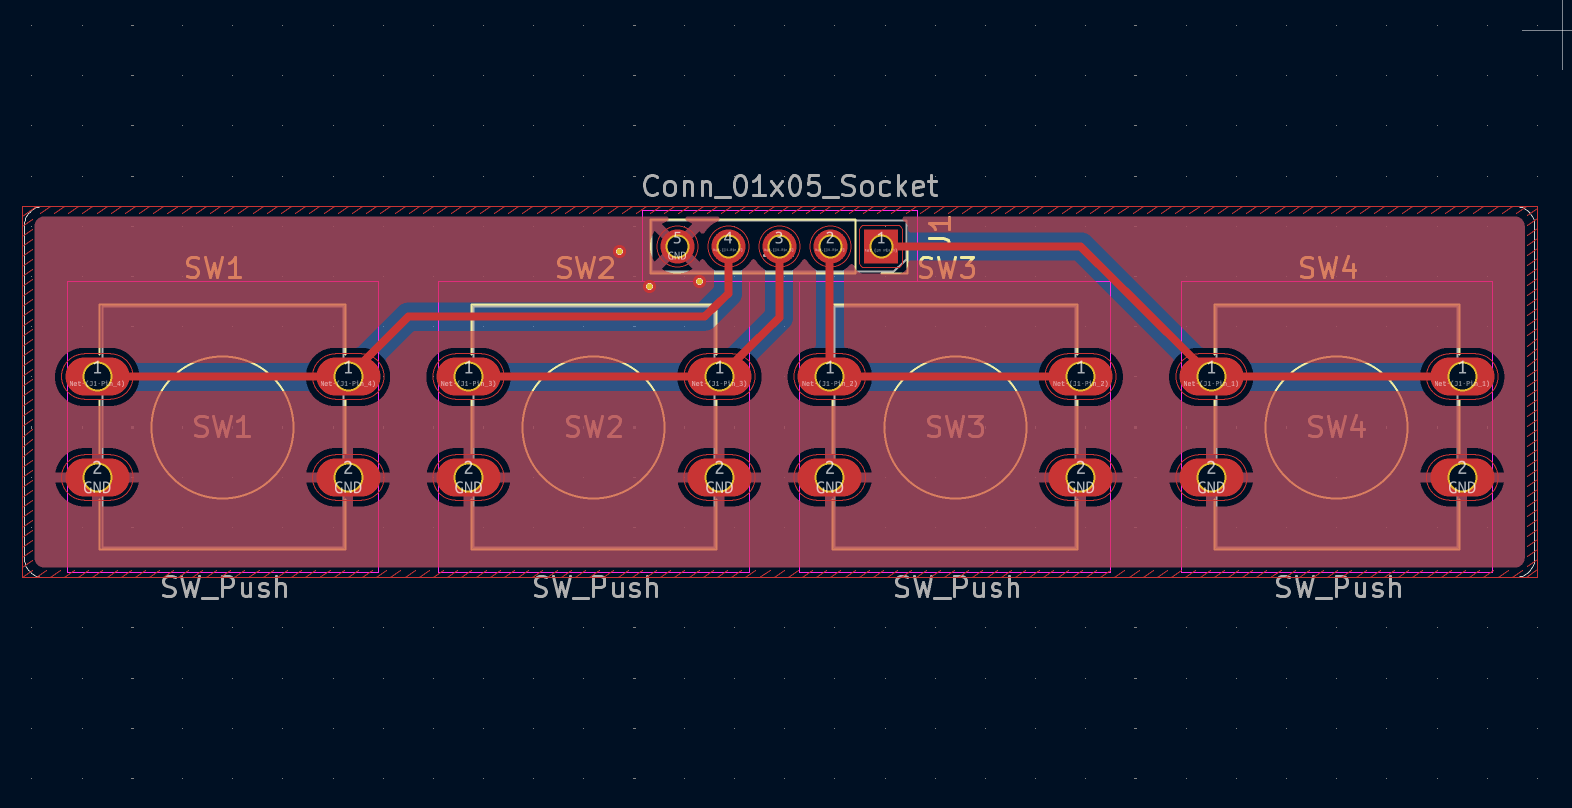 Conn_01x05_Socket
J1
5 4 3 2 1
GND
SW1 SW2 SW3 SW4
1 1 1 1 1 1 1 1
Net-(J1-Pin_4) Net-(J1-Pin_4) Net-(J1-Pin_3) Net-(J1-Pin_3) Net-(J1-Pin_2) Net-(J1-Pin_2) Net-(J1-Pin_1) Net-(J1-Pin_1)
SW1 SW2 SW3 SW4
2 2 2 2 2 2 2 2
GND GND GND GND GND GND GND GND
SW_Push SW_Push SW_Push SW_Push